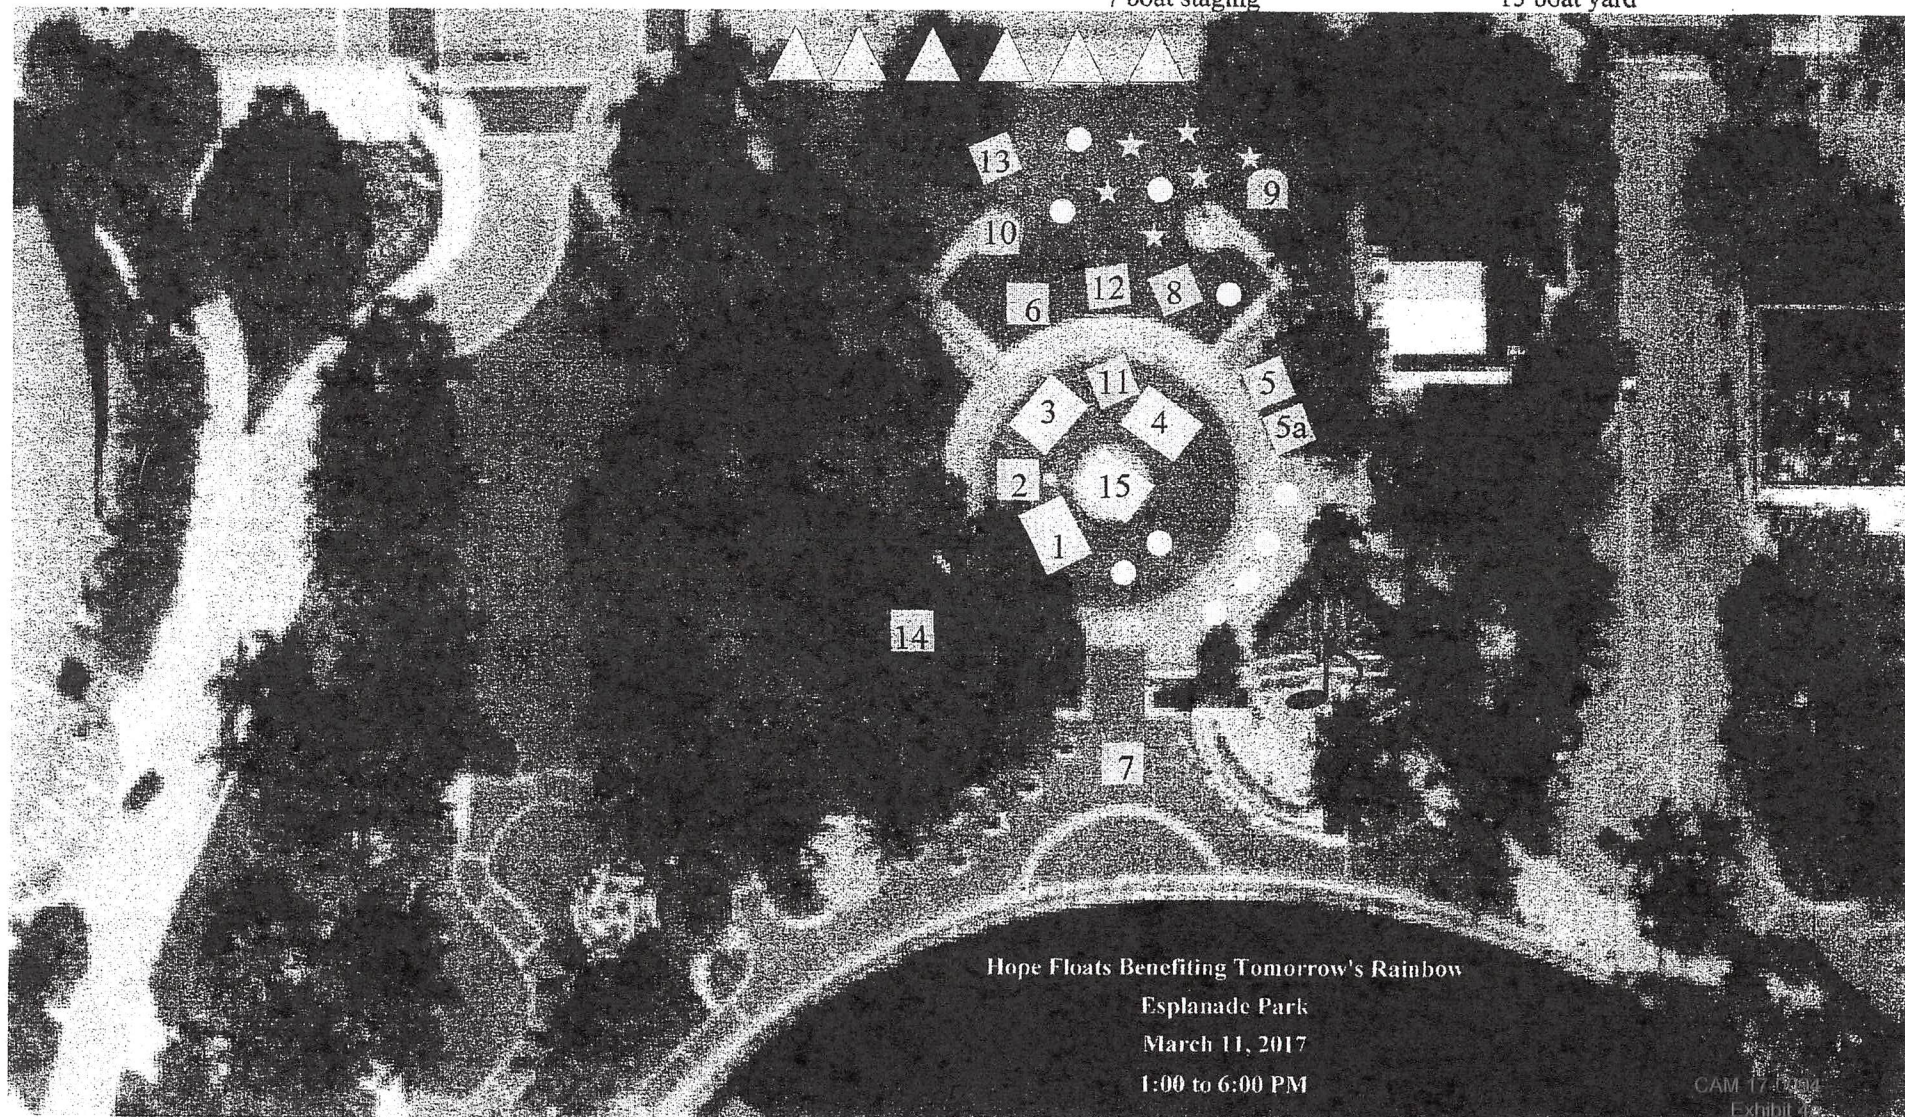 7 boat staging
15 boat yard
13
9
10
12
8
6
5
11
3
4
5a
2
15
1
14
7
Hope Floats Benefiting Tomorrow's Rainbow
Esplanade Park
March 11, 2017
1:00 to 6:00 PM
CAM 17
Exhibit